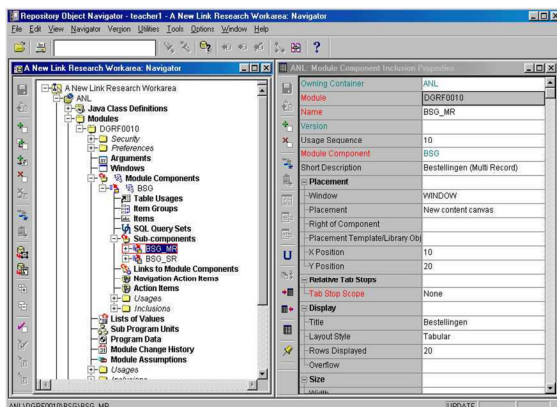 Repository Object Navigator - teacher1 - A New Link Research Workarea: Navigator
File Edit View Navigator Version Utilities Tools Options Window Help
A New Link Research Workarea: Navigator
A New Link Research Workarea
ANL
Java Class Definitions
Modules
DGRF0010
Security
Preferences
Arguments
Windows
Module Components
BSG
Table Usages
Item Groups
Items
SQL Query Sets
Sub-components
BSG_MR
BSG_SR
Links to Module Components
Navigation Action Items
Action Items
Usages
Inclusions
Lists of Values
Sub Program Units
Program Data
Module Change History
Module Assumptions
Usages
Inclusions
ANL: Module Component Inclusion Properties
Owning Container ANL
Module DGRF0010
Name BSG_MR
Version
Usage Sequence 10
Module Component BSG
Short Description Bestellingen (Multi Record)
Placement
Window WINDOW
Placement New content canvas
Right of Component
Placement Template/Library Obj
X Position 10
Y Position 20
Relative Tab Stops
Tab Stop Scope None
Display
Title Bestellingen
Layout Style Tabular
Rows Displayed 20
Overflow
Size
Width
ANL\DGRF0010\BSG\BSG_MR
UPDATE